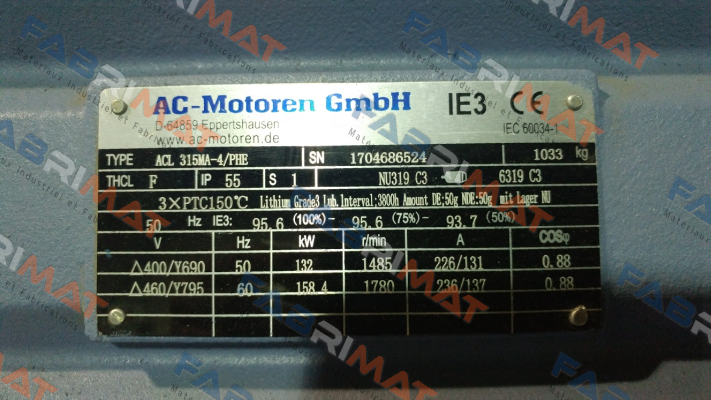 AC-Motoren GmbH IE3 CE
D-64859 Eppertshausen IEC 60034-1
www.ac-motoren.de
TYPE ACL 315MA-4/PHE SN 1704686524 1033 kg
THCL F IP 55 S 1 NU319 C3 6319 C3
3×PTC150℃ Lithium Grade3 Lub.Interval:3800h Amount DE:50g NDE:50g mit Lager NU
50 Hz IE3: 95.6 (100%)- 95.6 (75%)- 93.7 (50%)
V Hz kW r/min A COSφ
△400/Y690 50 132 1485 226/131 0.88
△460/Y795 60 158.4 1780 236/137 0.88
FABRIMAT
Materiaux Industriels et Fabrications